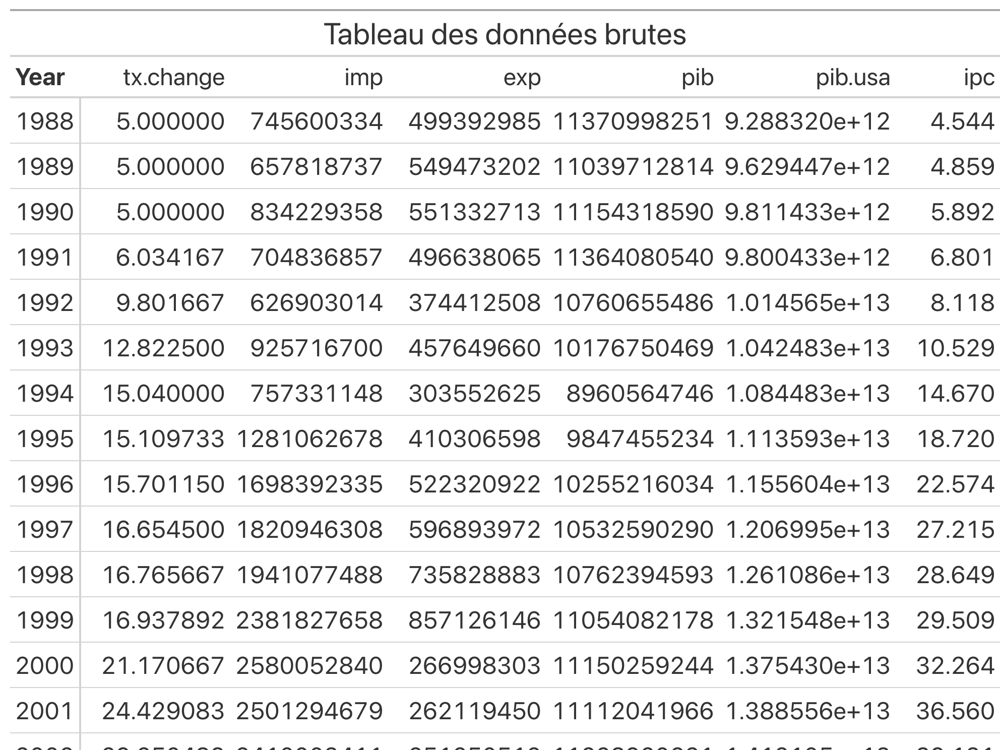 Tableau des données brutes
Year tx.change imp exp pib pib.usa ipc
1988 5.000000 745600334 499392985 11370998251 9.288320e+12 4.544
1989 5.000000 657818737 549473202 11039712814 9.629447e+12 4.859
1990 5.000000 834229358 551332713 11154318590 9.811433e+12 5.892
1991 6.034167 704836857 496638065 11364080540 9.800433e+12 6.801
1992 9.801667 626903014 374412508 10760655486 1.014565e+13 8.118
1993 12.822500 925716700 457649660 10176750469 1.042483e+13 10.529
1994 15.040000 757331148 303552625 8960564746 1.084483e+13 14.670
1995 15.109733 1281062678 410306598 9847455234 1.113593e+13 18.720
1996 15.701150 1698392335 522320922 10255216034 1.155604e+13 22.574
1997 16.654500 1820946308 596893972 10532590290 1.206995e+13 27.215
1998 16.765667 1941077488 735828883 10762394593 1.261086e+13 28.649
1999 16.937892 2381827658 857126146 11054082178 1.321548e+13 29.509
2000 21.170667 2580052840 266998303 11150259244 1.375430e+13 32.264
2001 24.429083 2501294679 262119450 11112041966 1.388556e+13 36.560